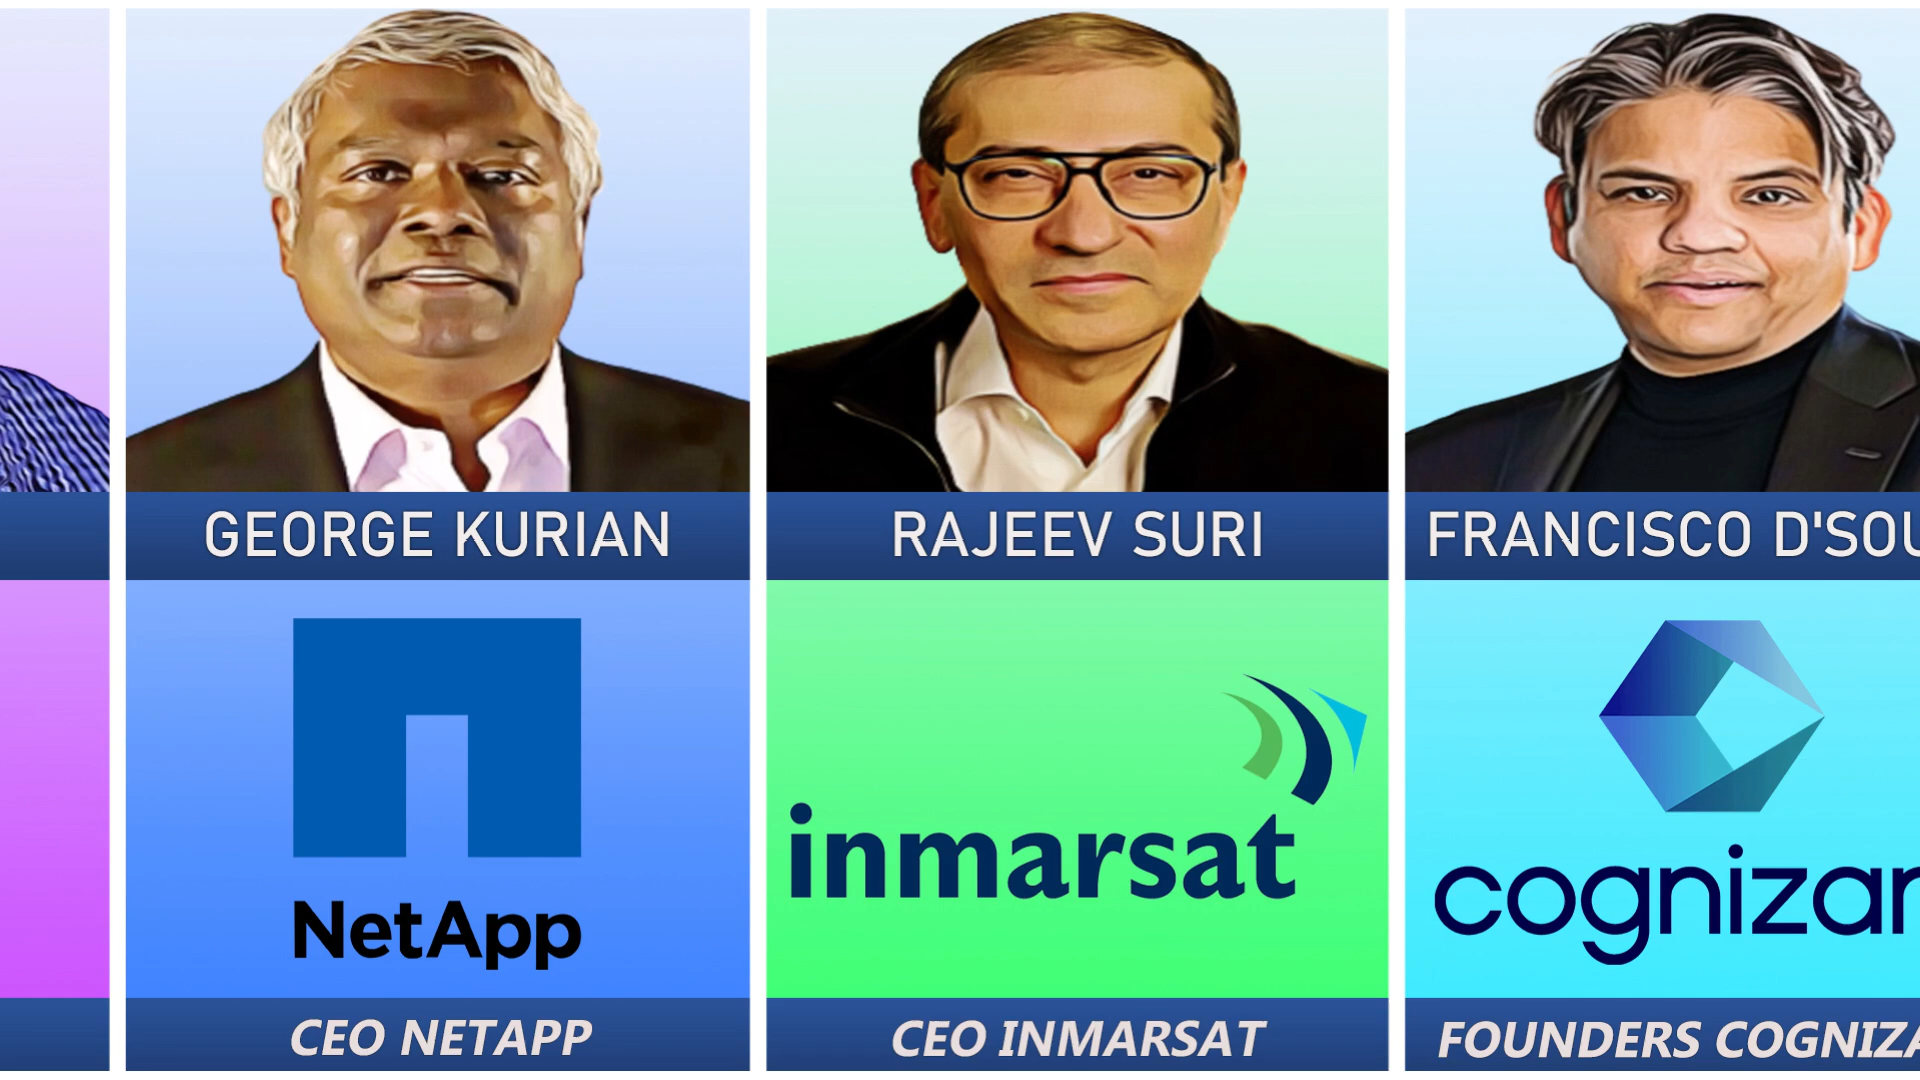 GEORGE KURIAN
RAJEEV SURI
FRANCISCO D'SOU
NetApp
inmarsat
cognizan
CEO NETAPP
CEO INMARSAT
FOUNDERS COGNIZA